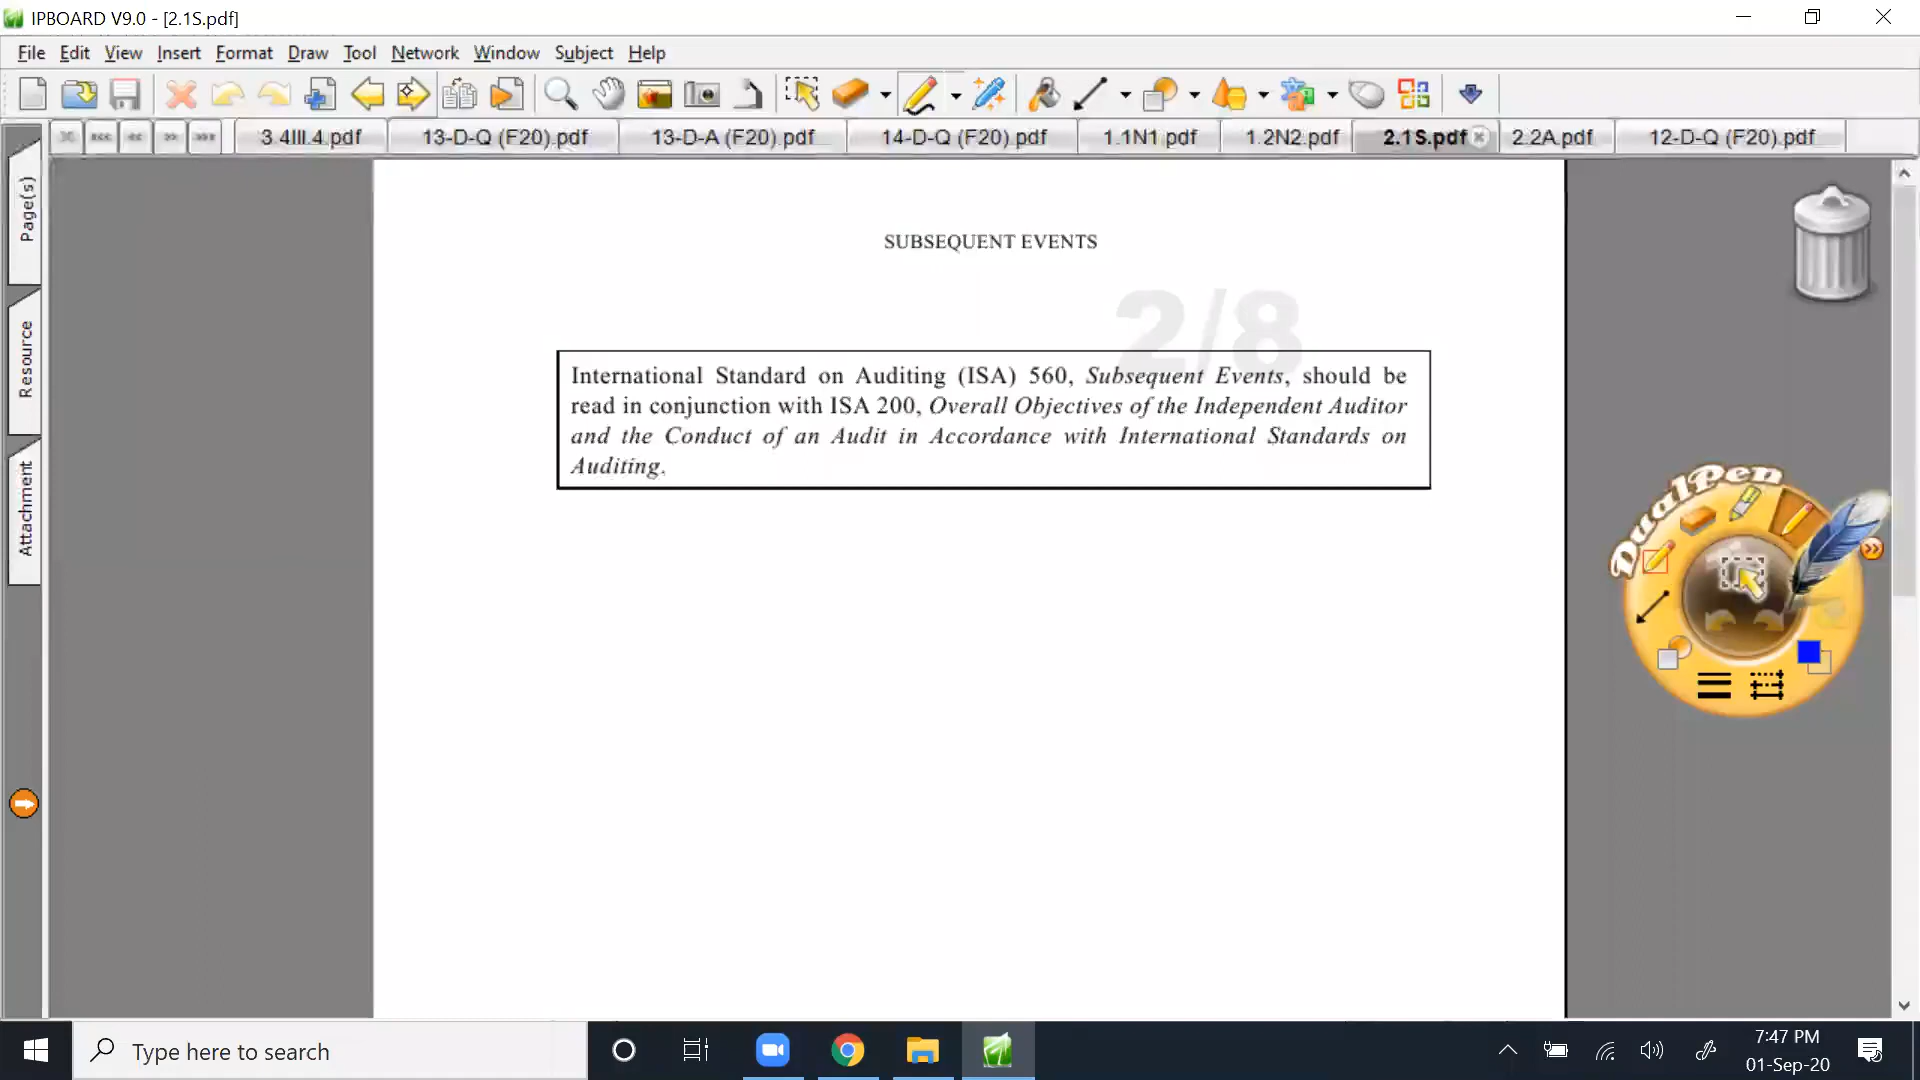 IPBOARD V9.0 - [2.1S.pdf]
File Edit View Insert Format Draw Tool Network Window Subject Help
3.4III.4.pdf 13-D-Q (F20).pdf 13-D-A (F20).pdf 14-D-Q (F20).pdf 1.1N1.pdf 1.2N2.pdf 2.1S.pdf 2.2A.pdf 12-D-Q (F20).pdf
Page(s)
Resource
Attachment
SUBSEQUENT EVENTS
2/8
International Standard on Auditing (ISA) 560, Subsequent Events, should be
read in conjunction with ISA 200, Overall Objectives of the Independent Auditor
and the Conduct of an Audit in Accordance with International Standards on
Auditing.
DualPen
Type here to search
7:47 PM
01-Sep-20